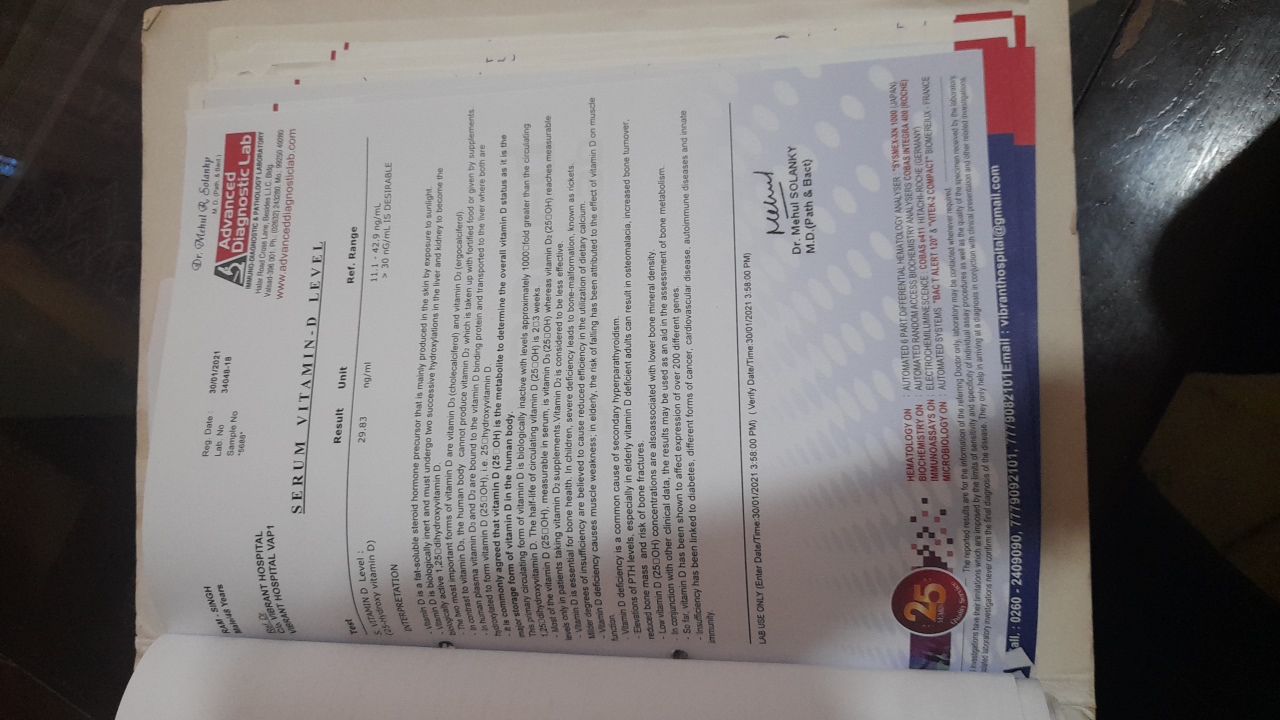 Dr. Mehul R. Solanky
M. D. (Path. & Bact.)
Advanced
Diagnostic Lab
IMMUNO-DIAGNOSTIC & PATHOLOGY LABORATORY
Halar Road Cross Lane, Besides L.I.C. Bldg.
Valsad-396 001. Ph.: (02632) 243280. Mo.
www.advanceddiagnosticlab.com
RAM - SINGH
Male/48 Years
Reg. Date : 30/01/2021
Lab. No 34048-18
Sample No
*5686*
Ref. Dr
C/o. VIBRANT HOSPITAL
VIBRANT HOSPITAL VAP1
SERUM VITAMIN-D LEVEL
Test Result Unit Ref. Range
S. VITAMIN D Level : 29.83 ng/ml 11.1 - 42.9 ng/mL
(25-Hydroxy vitamin D) > 30 nG/mL IS DESIRABLE
INTERPRETATION
- Vitamin D is a fat-soluble steroid hormone precursor that is mainly produced in the skin by exposure to sunlight.
- Vitamin D is biologically inert and must undergo two successive hydroxylations in the liver and kidney to become the
biologically active 1,25□dihydroxyvitamin D.
- The two most important forms of vitamin D are vitamin D₃ (cholecalciferol) and vitamin D₂ (ergocalciferol).
- In contrast to vitamin D₃, the human body cannot produce vitamin D₂ which is taken up with fortified food or given by supplements.
- In human plasma vitamin D₃ and D₂ are bound to the vitamin D binding protein and transported to the liver where both are
hydroxylated to form vitamin D (25□OH), i.e. 25□hydroxyvitamin D.
- It is commonly agreed that vitamin D (25□OH) is the metabolite to determine the overall vitamin D status as it is the
major storage form of vitamin D in the human body.
This primary circulating form of vitamin D is biologically inactive with levels approximately 1000□fold greater than the circulating
1,25□dihydroxyvitamin D. The half-life of circulating vitamin D (25□OH) is 2□3 weeks.
- Most of the vitamin D (25□OH), measurable in serum, is vitamin D₃ (25□OH) whereas vitamin D₂ (25□OH) reaches measurable
levels only in patients taking vitamin D₂ supplements.Vitamin D₂ is considered to be less effective.
- Vitamin D is essential for bone health. In children, severe deficiency leads to bone-malformation, known as rickets.
Milder degrees of insufficiency are believed to cause reduced efficiency in the utilization of dietary calcium.
- Vitamin D deficiency causes muscle weakness; in elderly, the risk of falling has been attributed to the effect of vitamin D on muscle
function.
- Vitamin D deficiency is a common cause of secondary hyperparathyroidism.
- Elevations of PTH levels, especially in elderly vitamin D deficient adults can result in osteomalacia, increased bone turnover,
reduced bone mass and risk of bone fractures.
- Low vitamin D (25□OH) concentrations are alsoassociated with lower bone mineral density.
- In conjunction with other clinical data, the results may be used as an aid in the assessment of bone metabolism.
- So far, vitamin D has been shown to affect expression of over 200 different genes.
- Insufficiency has been linked to diabetes, different forms of cancer, cardiovascular disease, autoimmune diseases and innate
immunity.
LAB USE ONLY (Enter Date/Time:30/01/2021 3:58:00 PM) ( Verify Date/Time:30/01/2021 3:58:00 PM)
Mehul
Dr. Mehul SOLANKY
M.D.(Path & Bact)
25
YEARS
Quality Service
HEMATOLOGY ON : AUTOMATED 6 PART DIFFERENTIAL HEMATOLOGY ANALYSER : "SYSMEX-XN 1000 (JAPAN)
BIOCHEMISTRY ON : AUTOMATED RANDOM ACCESS BIOCHEMISTRY ANALYSERS COBAS INTEGRA 400 (ROCHE)
IMMUNOASSAYS ON : ELECTROCHEMILUMINESCENCE : COBAS e411 HITACHI-ROCHE (GERMANY)
MICROBIOLOGY ON : AUTOMATED SYSTEMS "BAC T ALERT 120" & "VITEK-2 COMPACT" BIOMERIEUX - FRANCE
The reported results are for the information of the referring Doctor only, laboratory may be contacted whenever required
investigations have their limitations which are imposed by the limits of sensitivity and specificity of individual assay procedures as well as the quality of the specimen received by the laboratory.
laboratory investigations never confirm the final diagnosis of the disease. They only help in arriving at a diagnosis in conjuction with clinical presentation and other related investigations.
all. : 0260 - 2409090, 7779092101, 7779082101Email : vibranthospital@gmail.com